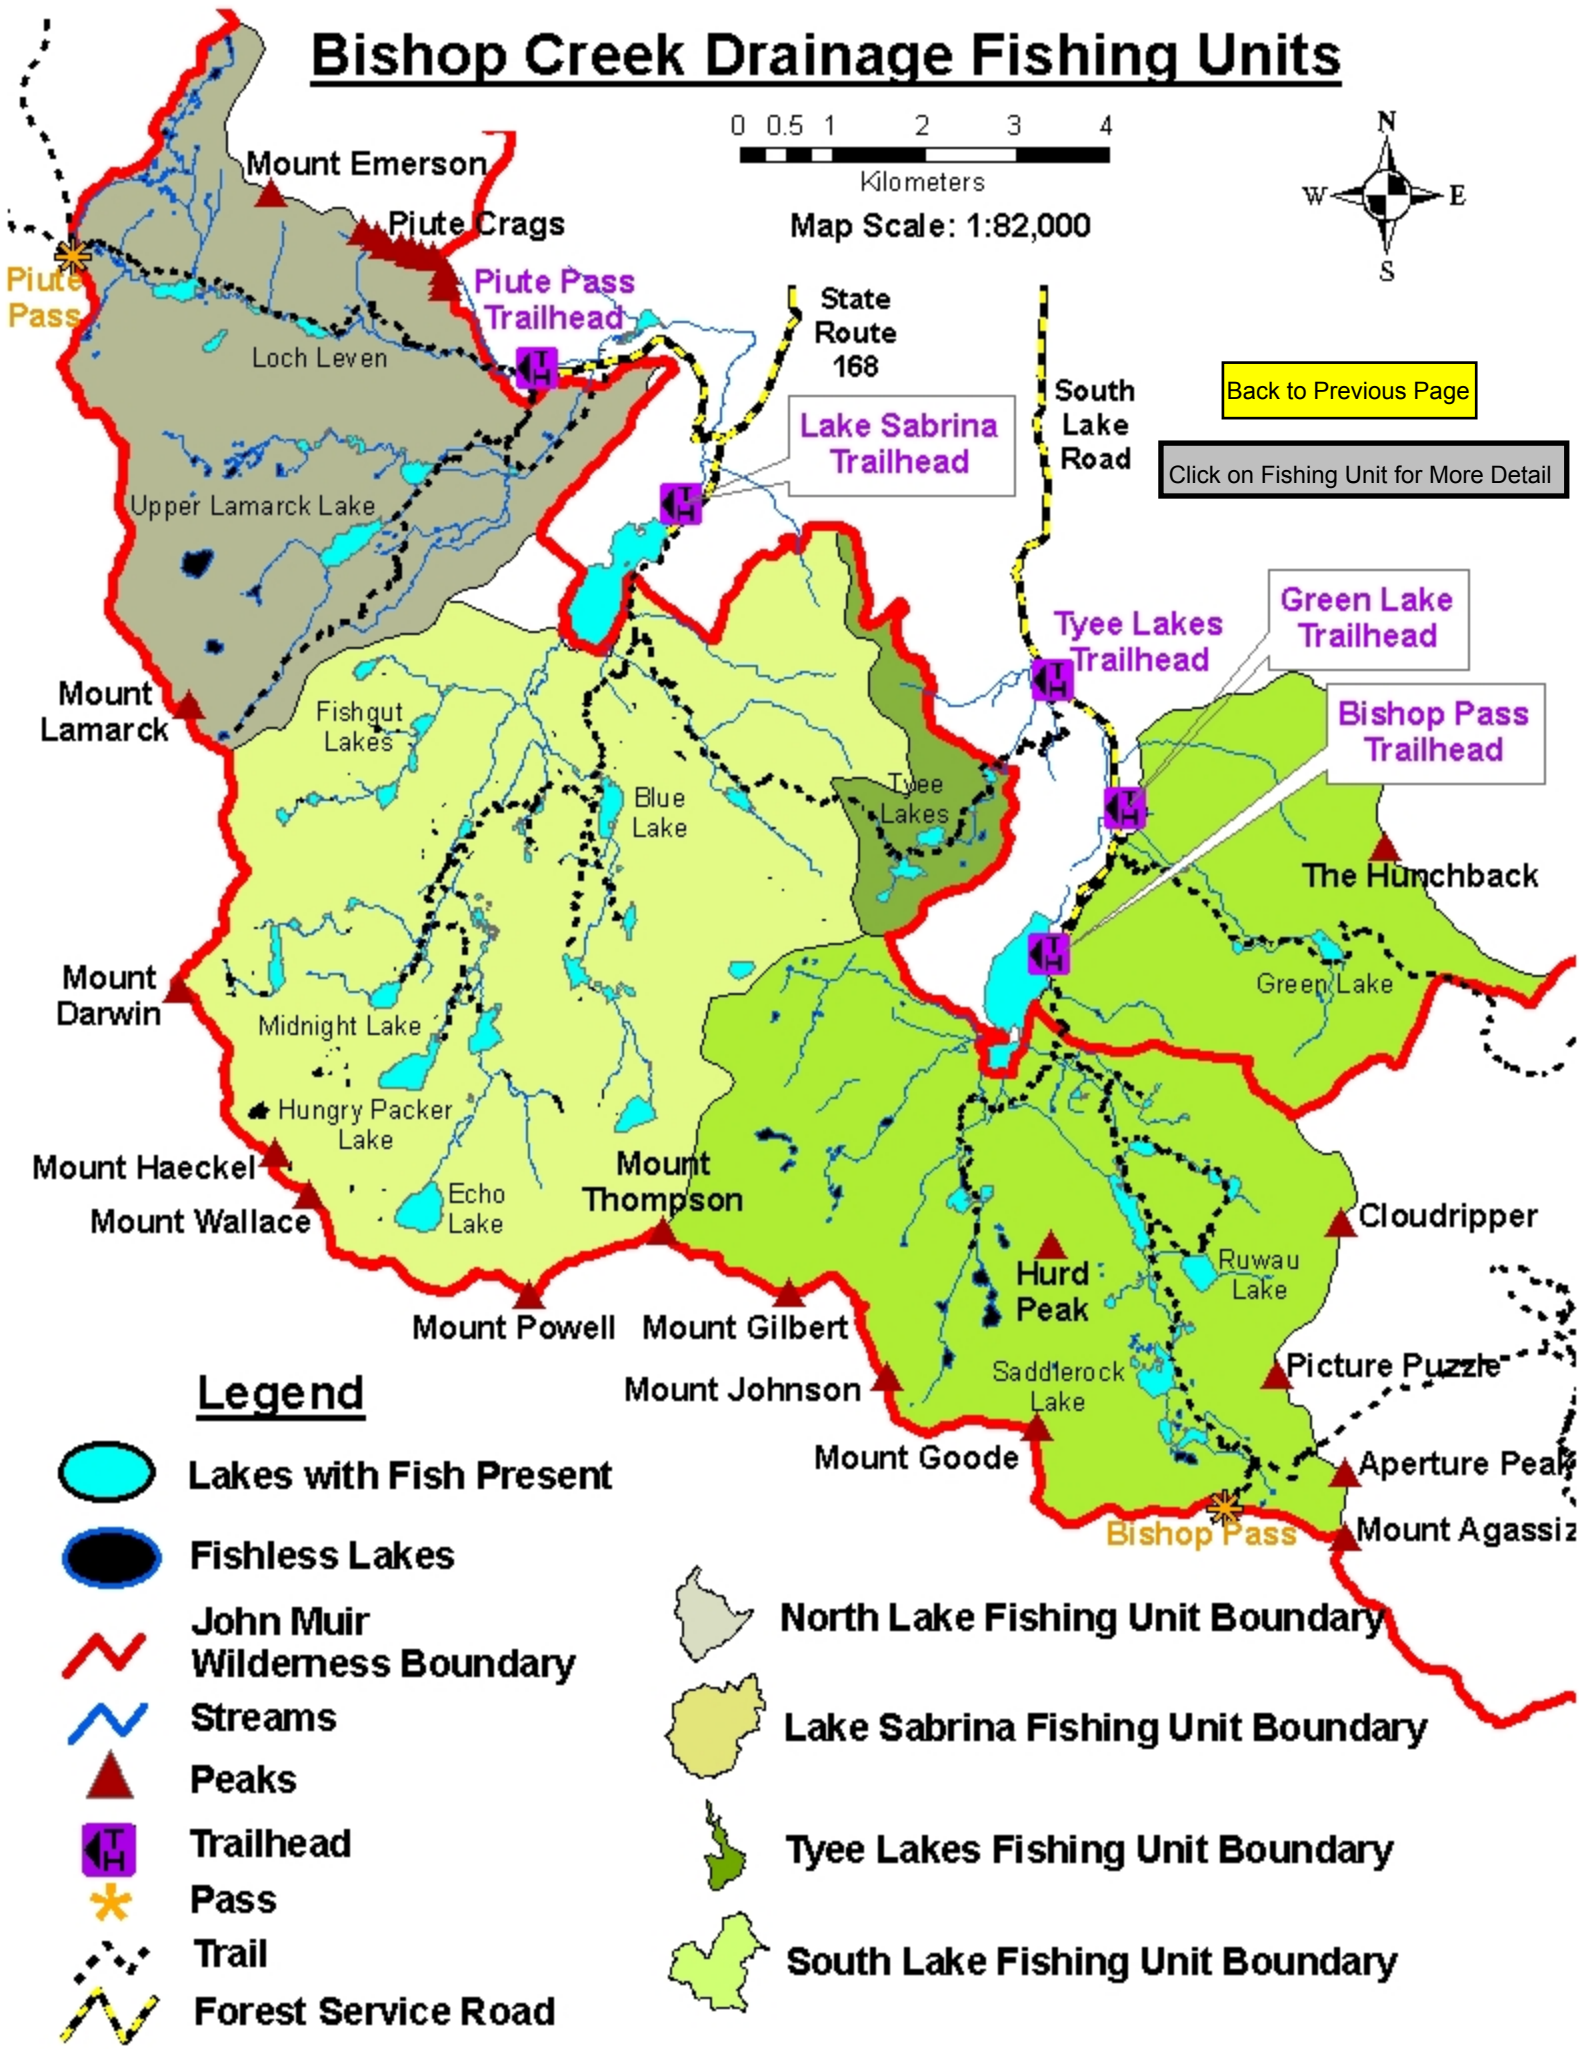 Bishop Creek Drainage Fishing Units
0 0.5 1 2 3 4
Kilometers
Map Scale: 1:82,000
N
W E
S
Mount Emerson
Piute Crags
Piute
Pass
Piute Pass
Trailhead
Loch Leven
State
Route
168
South
Lake
Road
Back to Previous Page
Click on Fishing Unit for More Detail
Lake Sabrina
Trailhead
Upper Lamarck Lake
Green Lake
Trailhead
Tyee Lakes
Trailhead
Bishop Pass
Trailhead
Mount
Lamarck
Fishgut
Lakes
Blue
Lake
Tyee
Lakes
The Hunchback
Mount
Darwin
Midnight Lake
Green Lake
Hungry Packer
Lake
Mount Haeckel
Mount Wallace
Echo
Lake
Mount
Thompson
Cloudripper
Hurd
Peak
Ruwau
Lake
Mount Powell
Mount Gilbert
Mount Johnson
Saddlerock
Lake
Picture Puzzle
Mount Goode
Aperture Peak
Bishop Pass
Mount Agassiz
Legend
Lakes with Fish Present
Fishless Lakes
John Muir
Wilderness Boundary
Streams
Peaks
TH
Trailhead
Pass
Trail
Forest Service Road
North Lake Fishing Unit Boundary
Lake Sabrina Fishing Unit Boundary
Tyee Lakes Fishing Unit Boundary
South Lake Fishing Unit Boundary